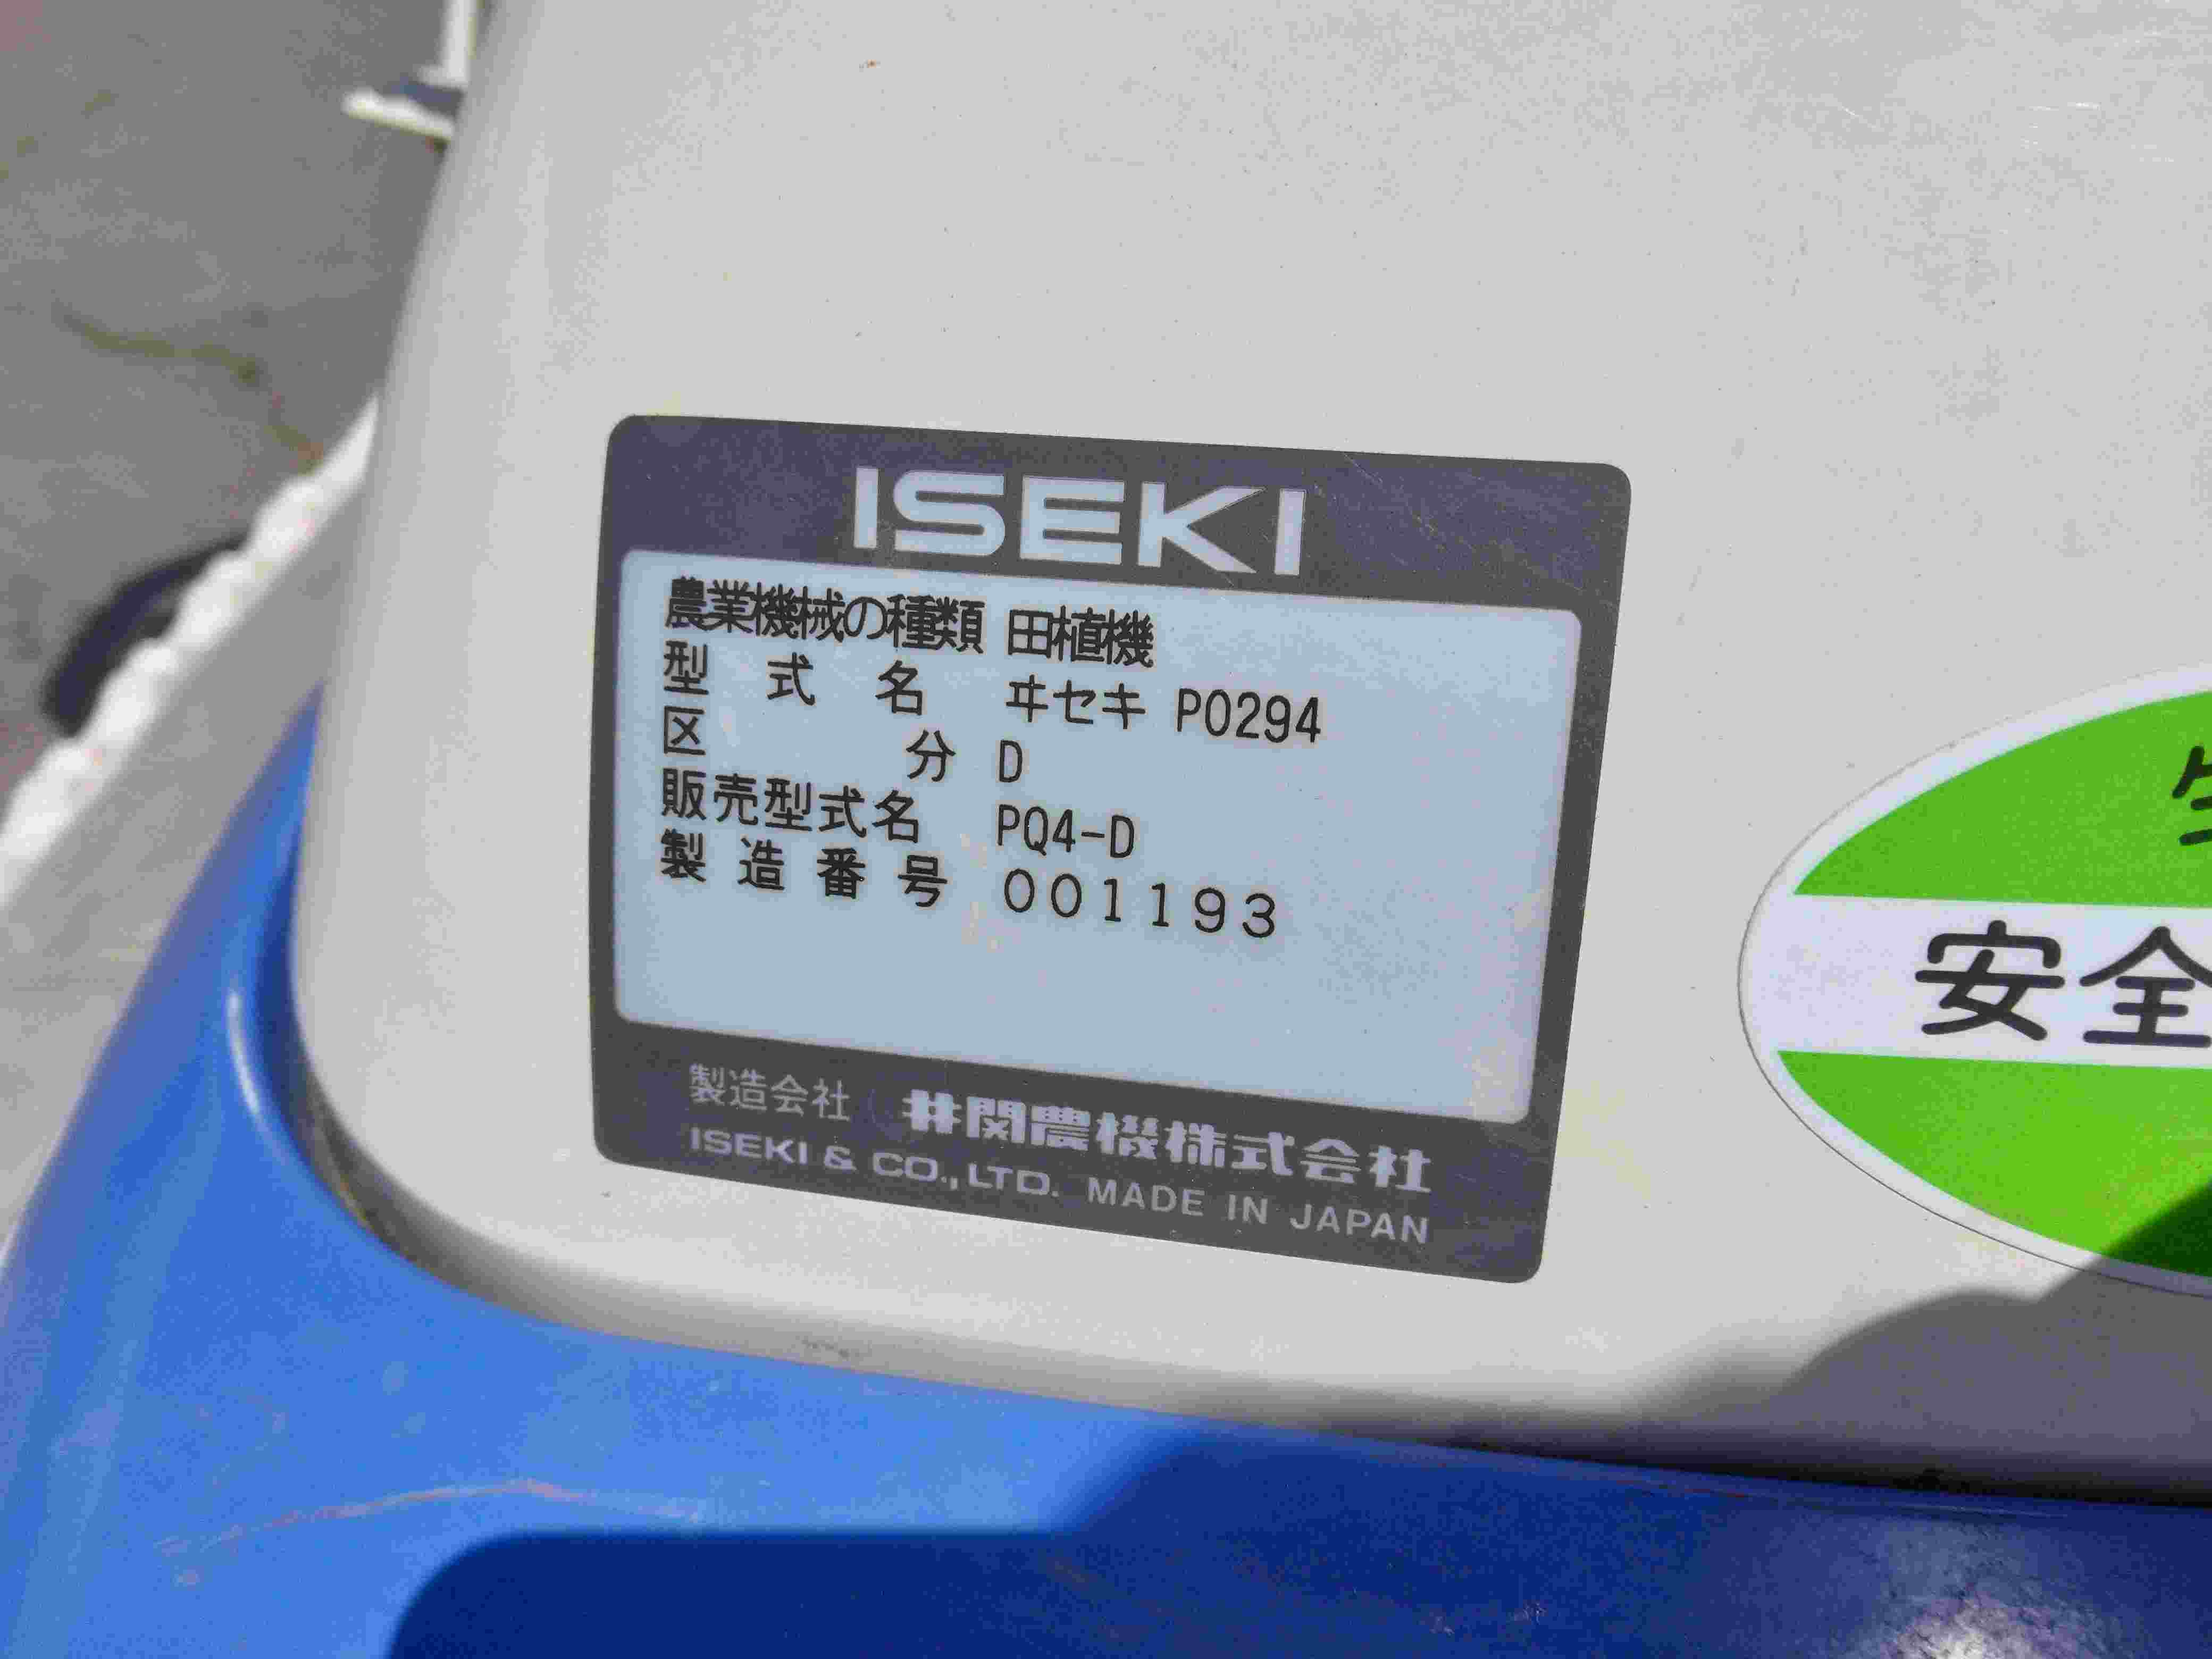 ISEKI
農業機械の種類 田植機
型式名 ヰセキ P0294
区分 D
販売型式名 PQ4-D
製造番号 001193
製造会社 井関農機株式会社
ISEKI & CO.,LTD. MADE IN JAPAN
安全